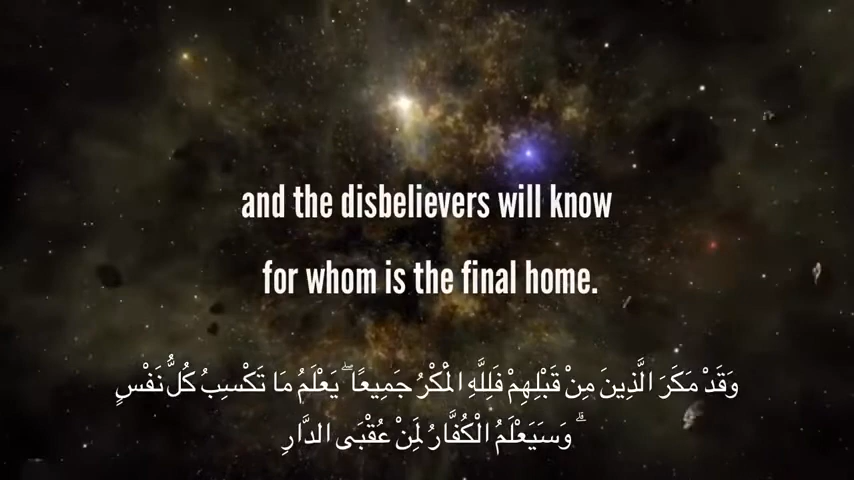 and the disbelievers will know
for whom is the final home.
وَقَدْ مَكَرَ الَّذِينَ مِنْ قَبْلِهِمْ فَلِلَّهِ الْمَكْرُ جَمِيعًا ۖ يَعْلَمُ مَا تَكْسِبُ كُلُّ نَفْسٍ
ۗ وَسَيَعْلَمُ الْكُفَّارُ لِمَنْ عُقْبَى الدَّارِ